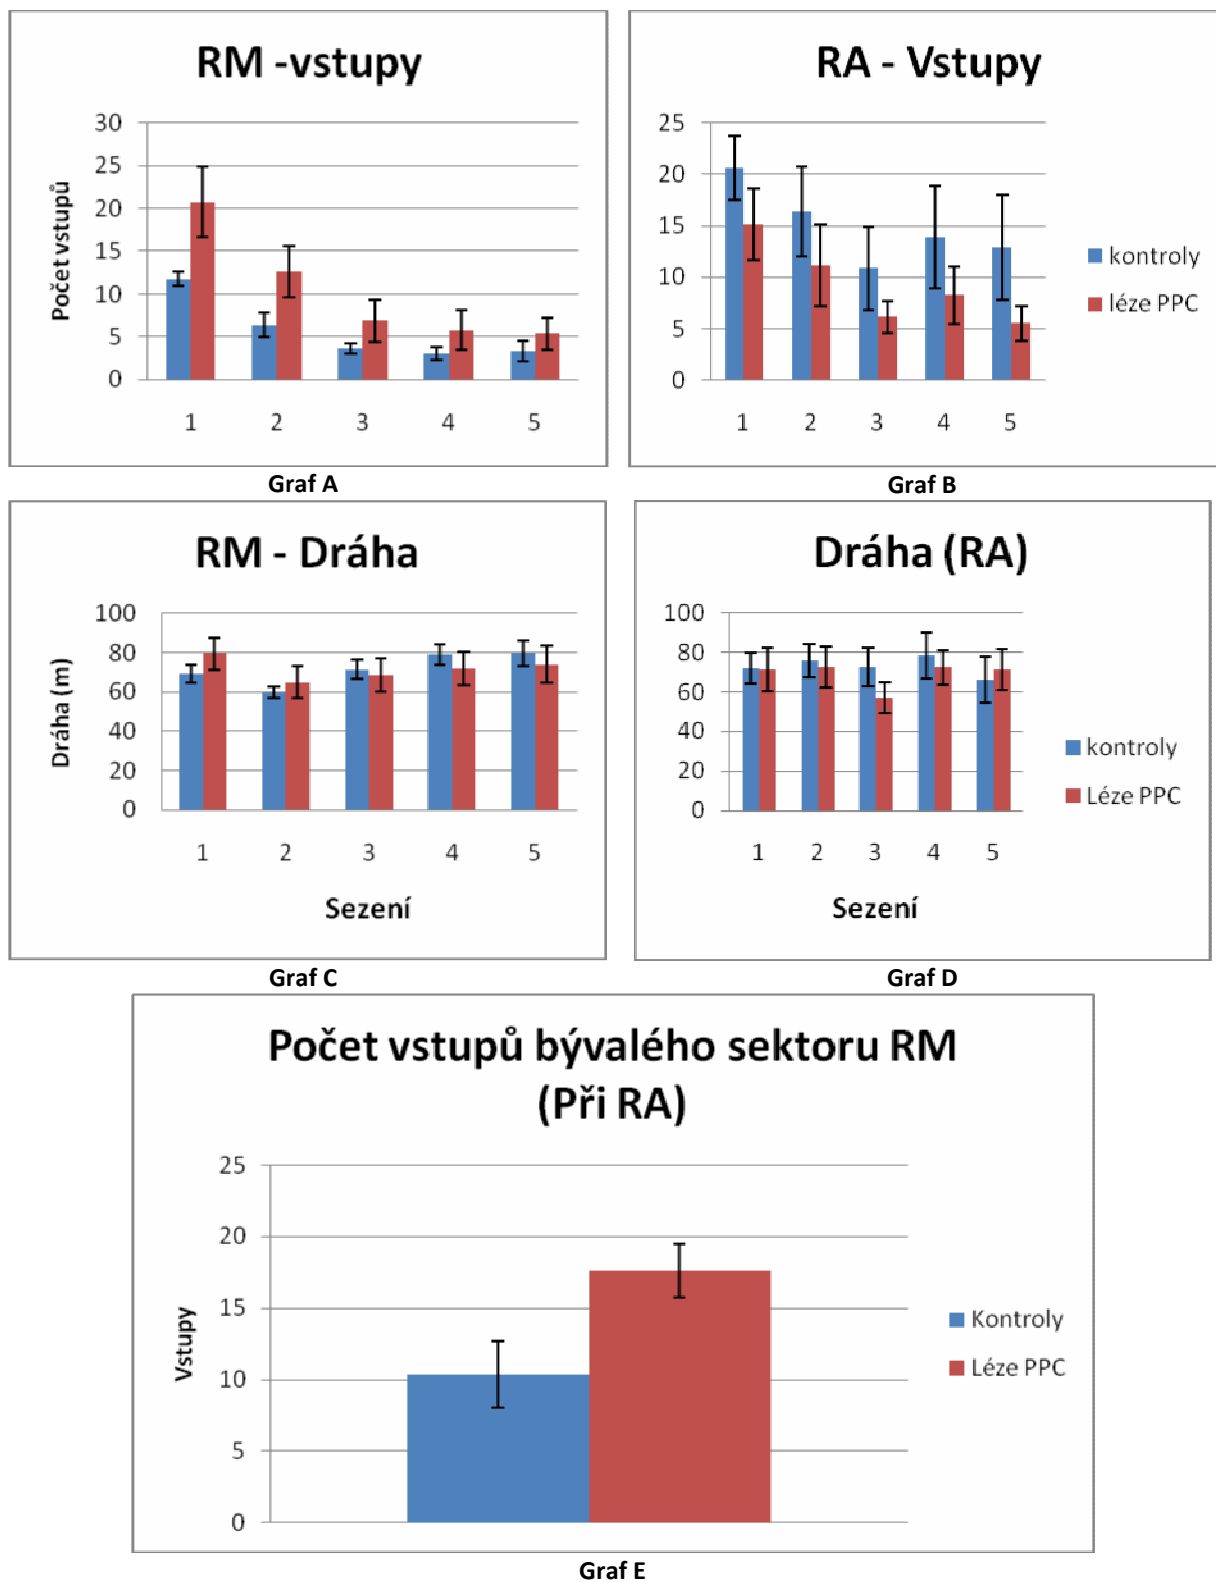 RM -vstupy
Počet vstupů
30
25
20
15
10
5
0
1 2 3 4 5
Graf A
RA - Vstupy
25
20
15
10
5
0
1 2 3 4 5
kontroly
léze PPC
Graf B
RM - Dráha
Dráha (m)
100
80
60
40
20
0
1 2 3 4 5
Sezení
Graf C
Dráha (RA)
100
80
60
40
20
0
1 2 3 4 5
Sezení
kontroly
Léze PPC
Graf D
Počet vstupů bývalého sektoru RM
(Při RA)
Vstupy
25
20
15
10
5
0
Kontroly
Léze PPC
Graf E